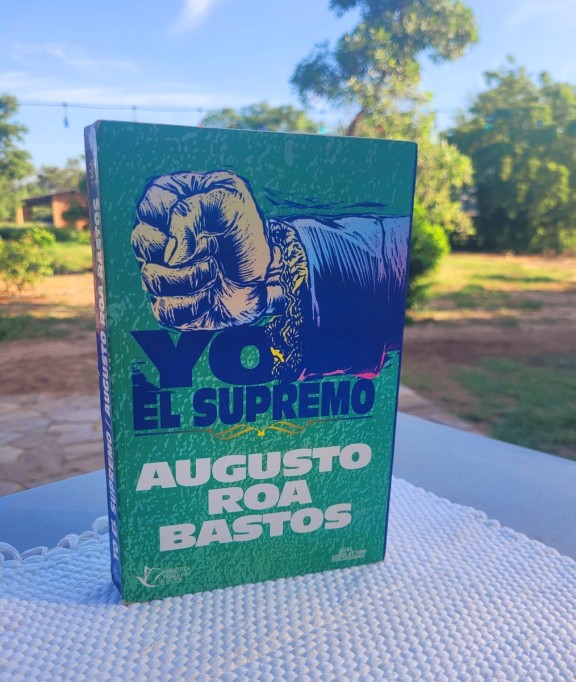 YO
EL SUPREMO
AUGUSTO
ROA
BASTOS
YO EL SUPREMO / AUGUSTO ROA BASTOS